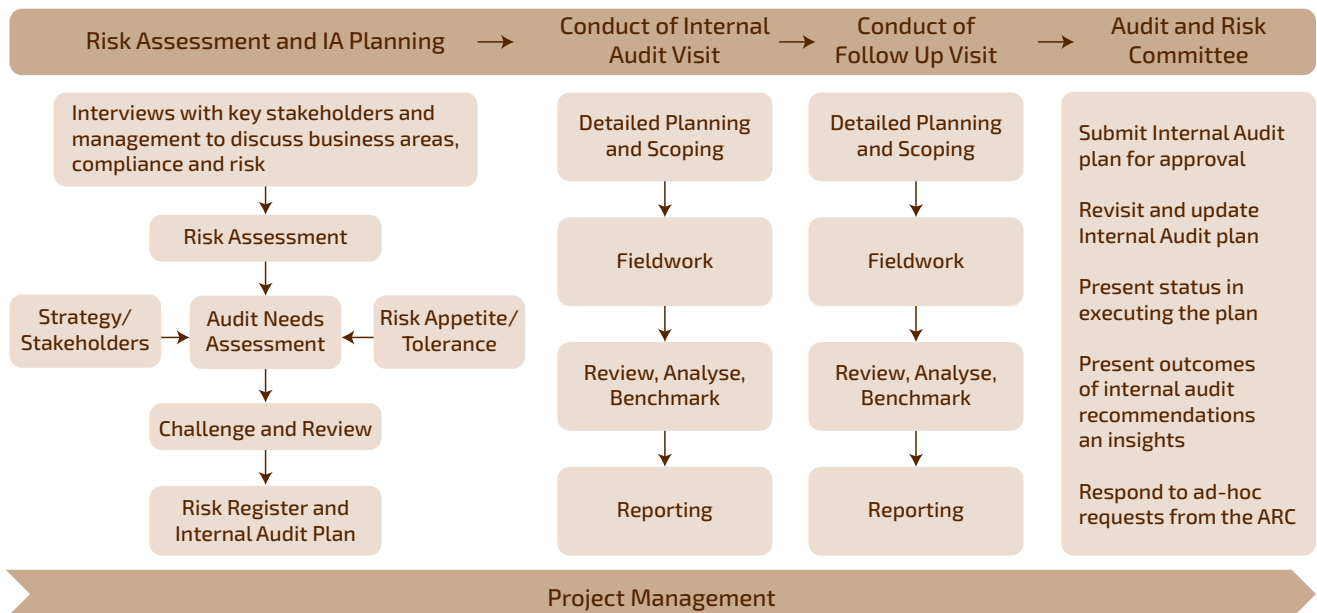 Risk Assessment and IA Planning
Conduct of Internal
Audit Visit
Conduct of
Follow Up Visit
Audit and Risk
Committee
Interviews with key stakeholders and
management to discuss business areas,
compliance and risk
Risk Assessment
Strategy/
Stakeholders
Audit Needs
Assessment
Risk Appetite/
Tolerance
Challenge and Review
Risk Register and
Internal Audit Plan
Detailed Planning
and Scoping
Fieldwork
Review, Analyse,
Benchmark
Reporting
Detailed Planning
and Scoping
Fieldwork
Review, Analyse,
Benchmark
Reporting
Submit Internal Audit
plan for approval
Revisit and update
Internal Audit plan
Present status in
executing the plan
Present outcomes
of internal audit
recommendations
an insights
Respond to ad-hoc
requests from the ARC
Project Management